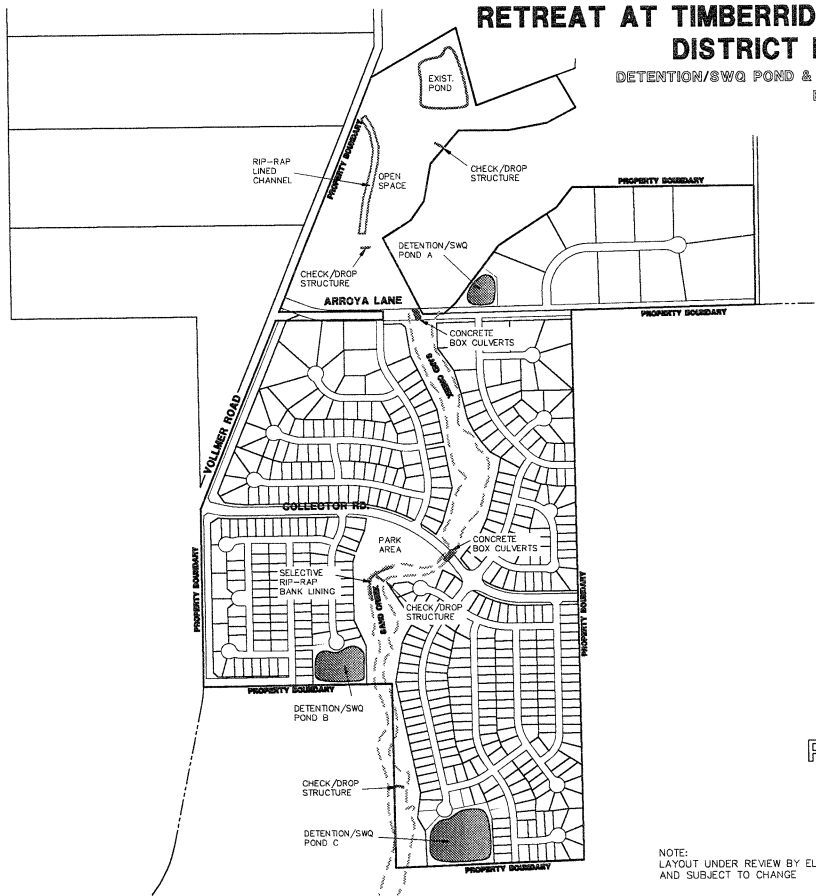 RETREAT AT TIMBERRID
DISTRICT
DETENTION/SWQ POND &
EXIST.
POND
PROPERTY BOUNDARY
RIP-RAP
LINED
CHANNEL
OPEN
SPACE
CHECK/DROP
STRUCTURE
PROPERTY BOUNDARY
DETENTION/SWQ
POND A
CHECK/DROP
STRUCTURE
ARROYA LANE
PROPERTY BOUNDARY
CONCRETE
BOX CULVERTS
SAND CREEK
VOLLMER ROAD
COLLECTOR RD.
PARK
AREA
CONCRETE
BOX CULVERTS
PROPERTY BOUNDARY
SELECTIVE
RIP-RAP
BANK LINING
SAND CREEK
CHECK/DROP
STRUCTURE
PROPERTY BOUNDARY
PROPERTY BOUNDARY
DETENTION/SWQ
POND B
CHECK/DROP
STRUCTURE
DETENTION/SWQ
POND C
PROPERTY BOUNDARY
NOTE:
LAYOUT UNDER REVIEW BY EL
AND SUBJECT TO CHANGE